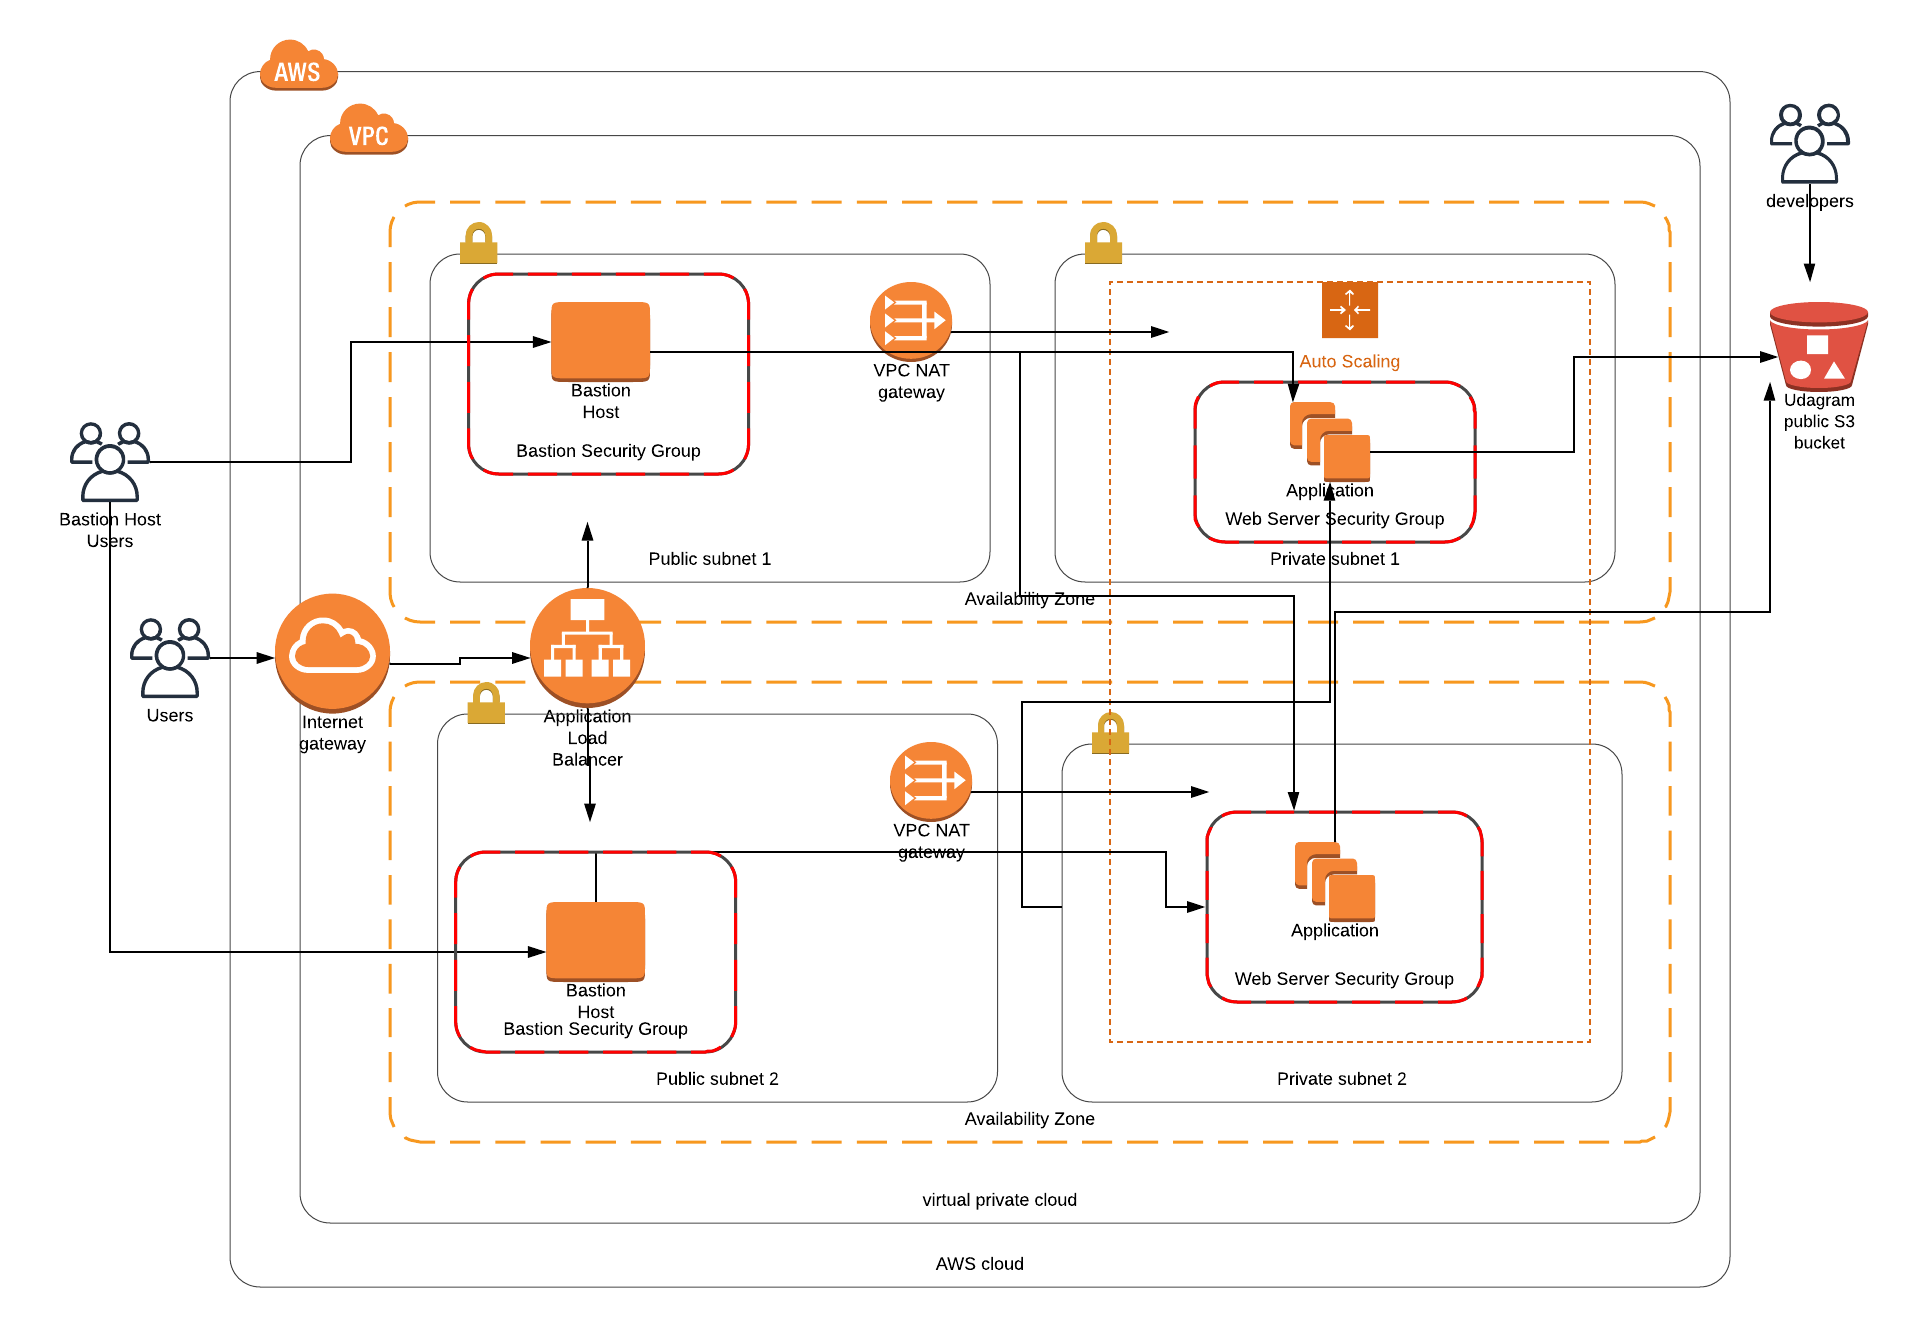 AWS
VPC
developers
Auto Scaling
VPC NAT
gateway
Bastion
Host
Bastion Security Group
Udagram
public S3
bucket
Application
Web Server Security Group
Bastion Host
Users
Public subnet 1
Private subnet 1
Availability Zone
Users
Internet
gateway
Application
Load
Balancer
VPC NAT
gateway
Application
Web Server Security Group
Bastion
Host
Bastion Security Group
Public subnet 2
Private subnet 2
Availability Zone
virtual private cloud
AWS cloud